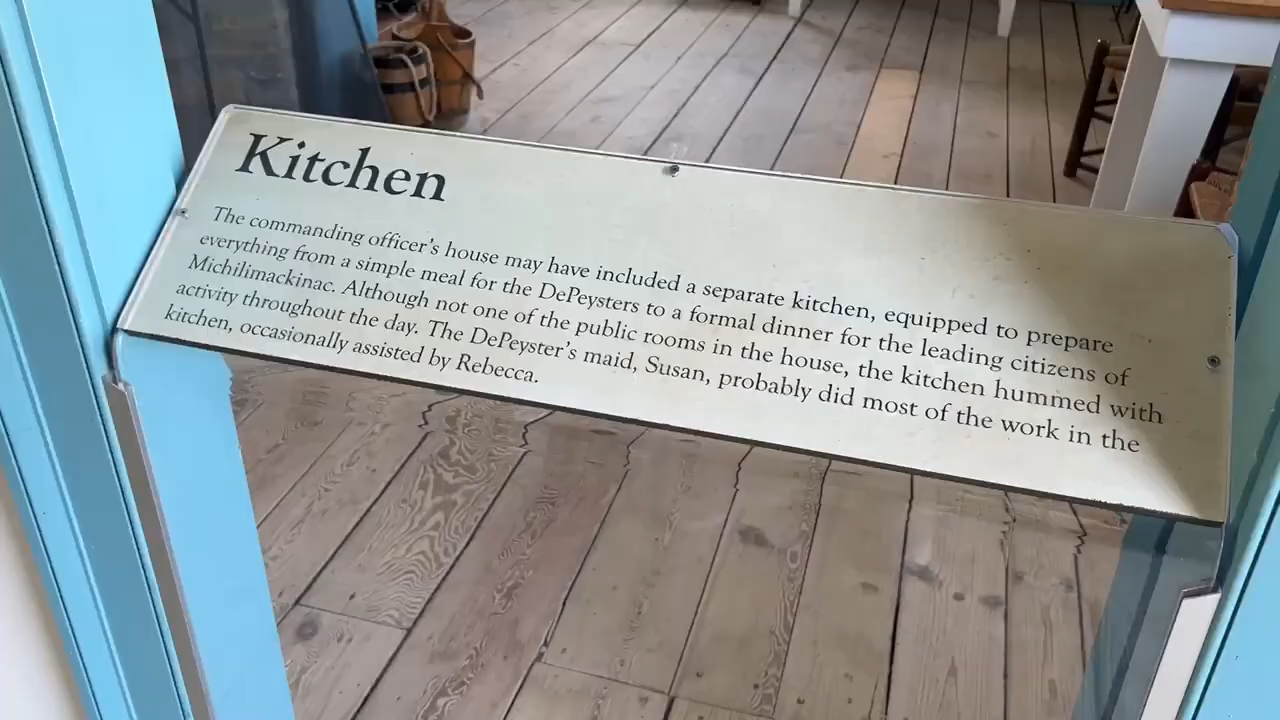 Kitchen
The commanding officer's house may have included a separate kitchen, equipped to prepare
everything from a simple meal for the DePeysters to a formal dinner for the leading citizens of
Michilimackinac. Although not one of the public rooms in the house, the kitchen hummed with
activity throughout the day. The DePeyster's maid, Susan, probably did most of the work in the
kitchen, occasionally assisted by Rebecca.